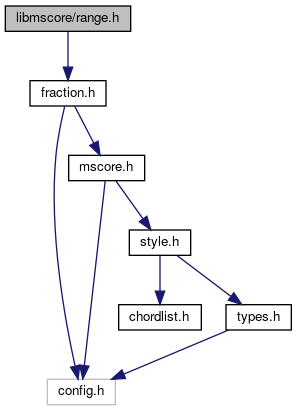 libmscore/range.h
fraction.h
mscore.h
style.h
chordlist.h
types.h
config.h